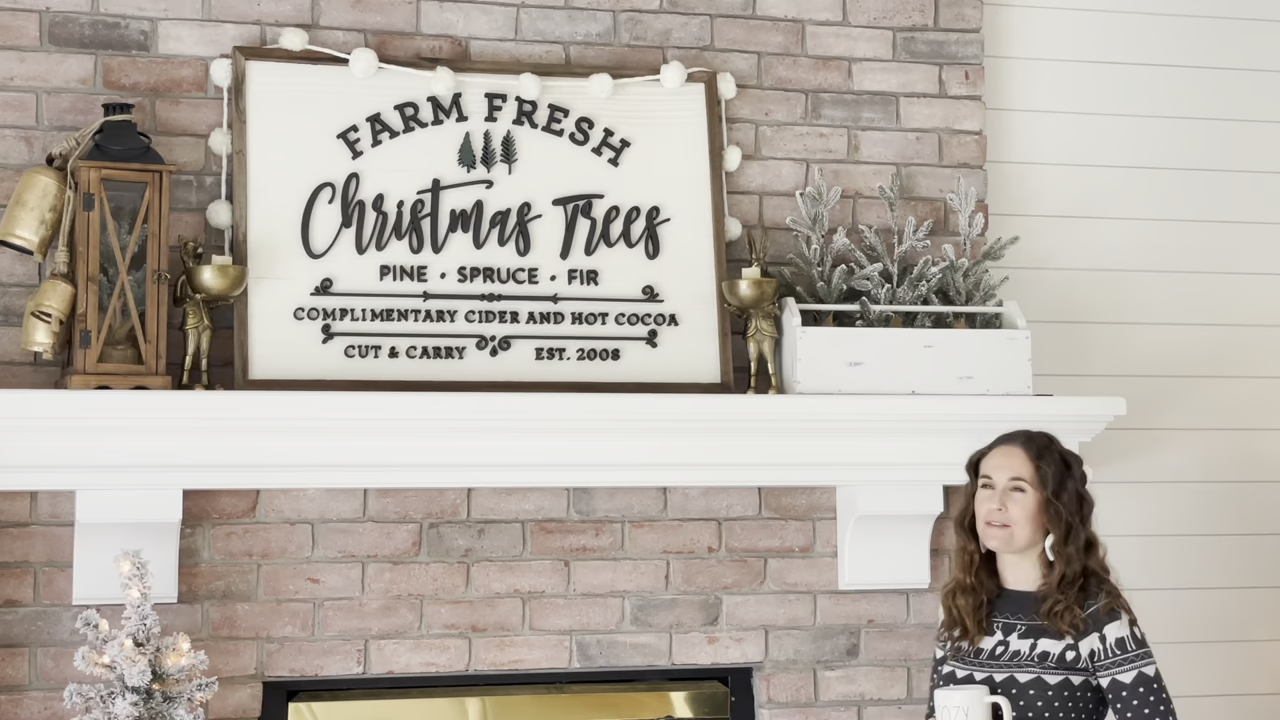 FARM FRESH
Christmas Trees
PINE • SPRUCE • FIR
COMPLIMENTARY CIDER AND HOT COCOA
CUT & CARRY EST. 2008